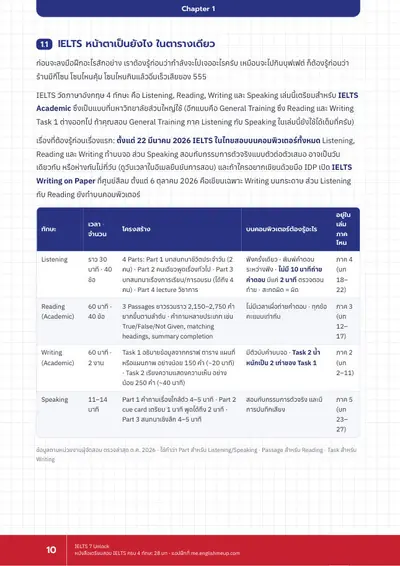 Chapter 1
1.1 IELTS หน้าตาเป็นยังไง ในตารางเดียว
ก่อนจะลงมือฝึกอะไรสักอย่าง เราต้องรู้ก่อนว่ากำลังจะไปเจออะไรครับ เหมือนจะไปกินบุฟเฟ่ต์ ก็ต้องรู้ก่อนว่า
ร้านมีกี่โซน โซนไหนคุ้ม โซนไหนกินแล้วอิ่มเร็วเสียของ 555
IELTS วัดภาษาอังกฤษ 4 ทักษะ คือ Listening, Reading, Writing และ Speaking เล่มนี้เตรียมสำหรับ IELTS
Academic ซึ่งเป็นแบบที่มหาวิทยาลัยส่วนใหญ่ใช้ (อีกแบบคือ General Training ซึ่ง Reading และ Writing
Task 1 ต่างออกไป ถ้าคุณสอบ General Training ภาค Listening กับ Speaking ในเล่มนี้ยังใช้ได้เต็มที่ครับ)
เรื่องที่ต้องรู้ก่อนเรื่องแรก: ตั้งแต่ 22 มีนาคม 2026 IELTS ในไทยสอบบนคอมพิวเตอร์ทั้งหมด Listening,
Reading และ Writing ทำบนจอ ส่วน Speaking สอบกับกรรมการตัวจริงแบบตัวต่อตัวเสมอ อาจเป็นวัน
เดียวกัน หรือห่างกันไม่กี่วัน (ดูวันเวลาในอีเมลยืนยันการสอบ) และถ้าใครอยากเขียนด้วยมือ IDP เปิด IELTS
Writing on Paper ที่ศูนย์สีลม ตั้งแต่ 6 ตุลาคม 2026 คือเขียนเฉพาะ Writing บนกระดาษ ส่วน Listening
กับ Reading ยังทำบนคอมพิวเตอร์
ทักษะ เวลา · จำนวน โครงสร้าง บนคอมพิวเตอร์ต้องรู้อะไร อยู่ใน เล่ม ภาค ไหน
Listening ราว 30 นาที · 40 ข้อ 4 Parts: Part 1 บทสนทนาชีวิตประจำวัน (2 คน) · Part 2 คนเดียวพูดเรื่องทั่วไป · Part 3 บทสนทนาเรื่องการเรียน/การอบรม (ได้ถึง 4 คน) · Part 4 lecture วิชาการ ฟังครั้งเดียว · พิมพ์คำตอบระหว่างฟัง · ไม่มี 10 นาทีถ่ายคำตอบ มีแค่ 2 นาที ตรวจตอนท้าย · สะกดผิด = ผิด ภาค 4 (บท 18–22)
Reading (Academic) 60 นาที · 40 ข้อ 3 Passages ยาวรวมราว 2,150–2,750 คำ ยากขึ้นตามลำดับ · คำถามหลายประเภท เช่น True/False/Not Given, matching headings, summary completion ไม่มีเวลาเผื่อถ่ายคำตอบ · ทุกข้อคะแนนเท่ากัน ภาค 3 (บท 12–17)
Writing (Academic) 60 นาที · 2 งาน Task 1 อธิบายข้อมูลจากกราฟ ตาราง แผนที่ หรือแผนภาพ อย่างน้อย 150 คำ (~20 นาที) · Task 2 เรียงความแสดงความเห็น อย่างน้อย 250 คำ (~40 นาที) มีตัวนับคำบนจอ · Task 2 น้ำหนักเป็น 2 เท่าของ Task 1 ภาค 2 (บท 2–11)
Speaking 11–14 นาที Part 1 คำถามเรื่องใกล้ตัว 4–5 นาที · Part 2 cue card เตรียม 1 นาที พูดได้ถึง 2 นาที · Part 3 สนทนาเชิงลึก 4–5 นาที สอบกับกรรมการตัวจริง และมีการบันทึกเสียง ภาค 5 (บท 23–27)
ข้อมูลตามหน่วยงานผู้จัดสอบ ตรวจล่าสุด ก.ค. 2026 · ใช้คำว่า Part สำหรับ Listening/Speaking · Passage สำหรับ Reading · Task สำหรับ
Writing
10
IELTS 7 Unlock
หนังสือเตรียมสอบ IELTS ครบ 4 ทักษะ 28 บท · แอปฝึกที่ me.englishmeup.com